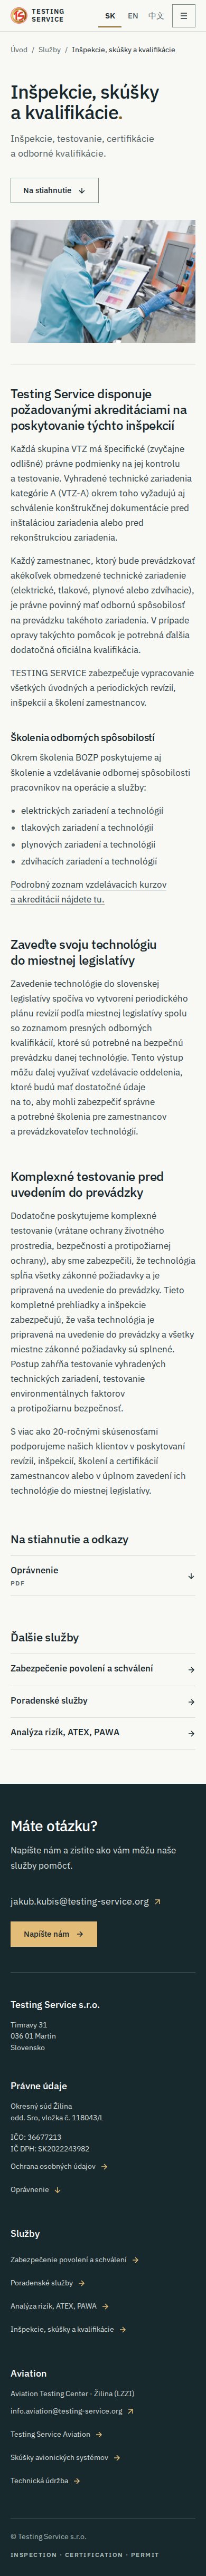 TESTING
SERVICE
SK EN 中文
Úvod / Služby / Inšpekcie, skúšky a kvalifikácie
Inšpekcie, skúšky
a kvalifikácie.
Inšpekcie, testovanie, certifikácie
a odborné kvalifikácie.
Na stiahnutie
Testing Service disponuje
požadovanými akreditáciami na
poskytovanie týchto inšpekcií
Každá skupina VTZ má špecifické (zvyčajne
odlišné) právne podmienky na jej kontrolu
a testovanie. Vyhradené technické zariadenia
kategórie A (VTZ-A) okrem toho vyžadujú aj
schválenie konštrukčnej dokumentácie pred
inštaláciou zariadenia alebo pred
rekonštrukciou zariadenia.
Každý zamestnanec, ktorý bude prevádzkovať
akékoľvek obmedzené technické zariadenie
(elektrické, tlakové, plynové alebo zdvíhacie),
je právne povinný mať odbornú spôsobilosť
na prevádzku takéhoto zariadenia. V prípade
opravy takýchto pomôcok je potrebná ďalšia
dodatočná oficiálna kvalifikácia.
TESTING SERVICE zabezpečuje vypracovanie
všetkých úvodných a periodických revízií,
inšpekcií a školení zamestnancov.
Školenia odborných spôsobilostí
Okrem školenia BOZP poskytujeme aj
školenie a vzdelávanie odbornej spôsobilosti
pracovníkov na operácie a služby:
elektrických zariadení a technológií
tlakových zariadení a technológií
plynových zariadení a technológií
zdvíhacích zariadení a technológií
Podrobný zoznam vzdelávacích kurzov
a akreditácií nájdete tu.
Zaveďte svoju technológiu
do miestnej legislatívy
Zavedenie technológie do slovenskej
legislatívy spočíva vo vytvorení periodického
plánu revízií podľa miestnej legislatívy spolu
so zoznamom presných odborných
kvalifikácií, ktoré sú potrebné na bezpečnú
prevádzku danej technológie. Tento výstup
môžu ďalej využívať vzdelávacie oddelenia,
ktoré budú mať dostatočné údaje
na to, aby mohli zabezpečiť správne
a potrebné školenia pre zamestnancov
a prevádzkovateľov technológií.
Komplexné testovanie pred
uvedením do prevádzky
Dodatočne poskytujeme komplexné
testovanie (vrátane ochrany životného
prostredia, bezpečnosti a protipožiarnej
ochrany), aby sme zabezpečili, že technológia
spĺňa všetky zákonné požiadavky a je
pripravená na uvedenie do prevádzky. Tieto
kompletné prehliadky a inšpekcie
zabezpečujú, že vaša technológia je
pripravená na uvedenie do prevádzky a všetky
miestne zákonné požiadavky sú splnené.
Postup zahŕňa testovanie vyhradených
technických zariadení, testovanie
environmentálnych faktorov
a protipožiarnu bezpečnosť.
S viac ako 20-ročnými skúsenosťami
podporujeme našich klientov v poskytovaní
revízií, inšpekcií, školení a certifikácií
zamestnancov alebo v úplnom zavedení ich
technológie do miestnej legislatívy.
Na stiahnutie a odkazy
Oprávnenie
PDF
Ďalšie služby
Zabezpečenie povolení a schválení
Poradenské služby
Analýa rizík, ATEX, PAWA
Máte otázku?
Napíšte nám a zistite ako vám môžu naše
služby pomôcť.
jakub.kubis@testing-service.org
Napíšte nám
Testing Service s.r.o.
Timravy 31
036 01 Martin
Slovensko
Právne údaje
Okresný súd Žilina
odd. Sro, vložka č. 118043/L
IČO: 36677213
IČ DPH: SK2022243982
Ochrana osobných údajov
Oprávnenie
Služby
Zabezpečenie povolení a schválení
Poradenské služby
Analýza rizík, ATEX, PAWA
Inšpekcie, skúšky a kvalifikácie
Aviation
Aviation Testing Center - Žilina (LZZI)
info.aviation@testing-service.org
Testing Service Aviation
Skúšky avionických systémov
Technická údržba
© Testing Service s.r.o.
INSPECTION · CERTIFICATION · PERMIT